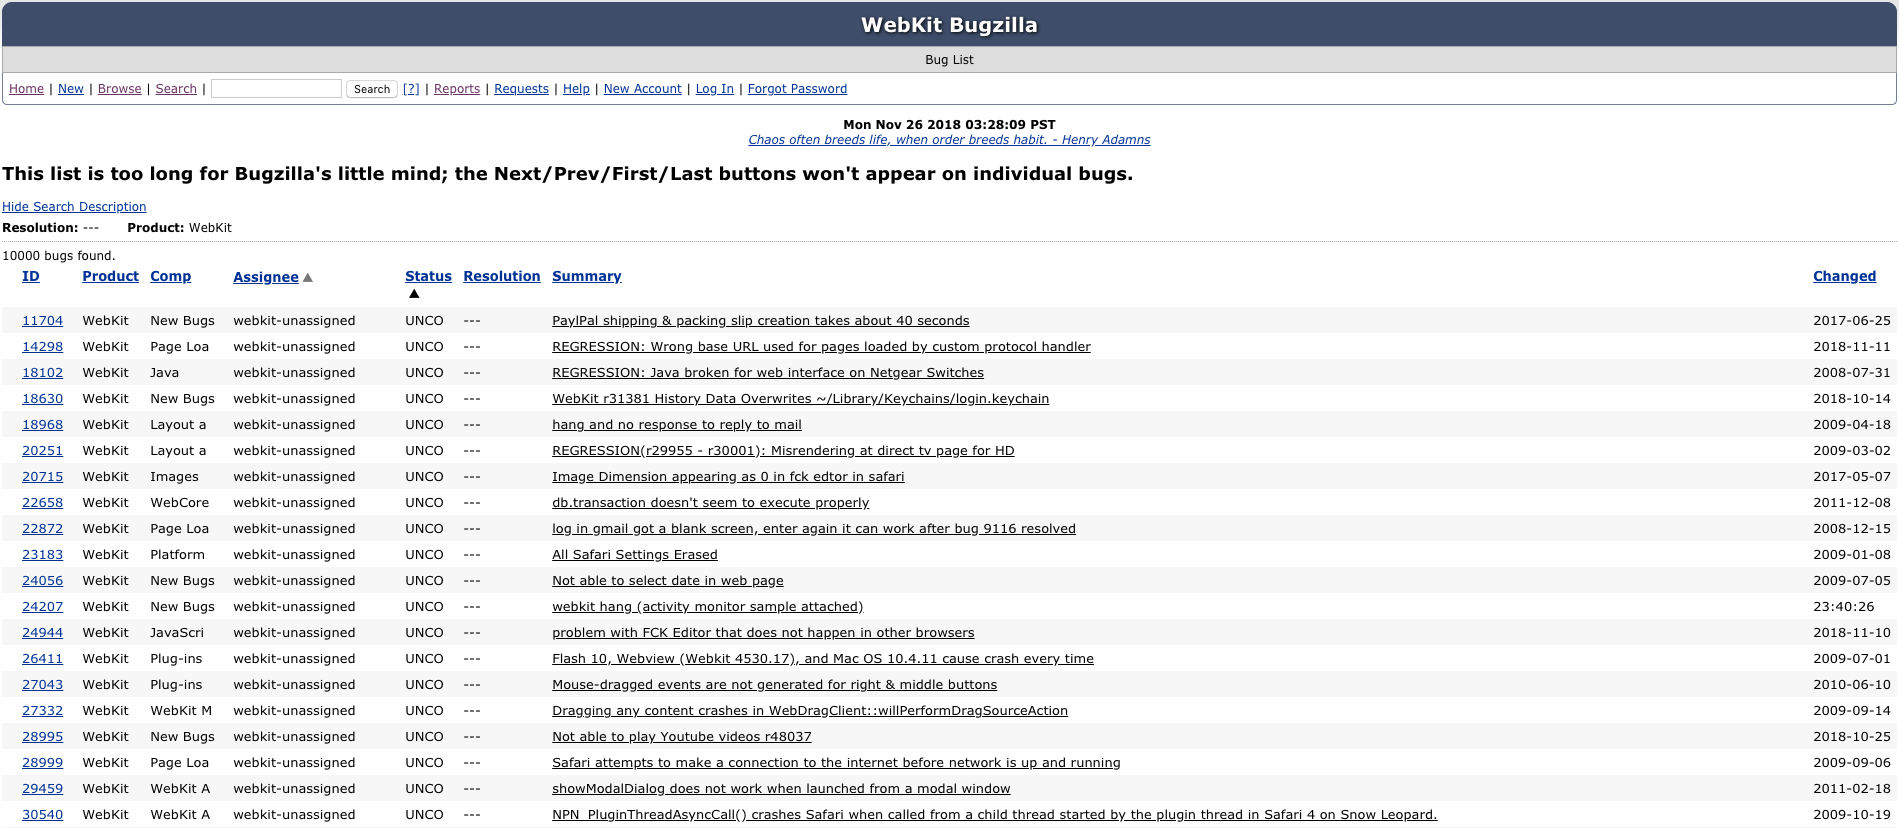 WebKit Bugzilla
Bug List
Home | New | Browse | Search | Search [?] | Reports | Requests | Help | New Account | Log In | Forgot Password
Mon Nov 26 2018 03:28:09 PST
Chaos often breeds life, when order breeds habit. - Henry Adamns
This list is too long for Bugzilla's little mind; the Next/Prev/First/Last buttons won't appear on individual bugs.
Hide Search Description
Resolution: --- Product: WebKit
10000 bugs found.
ID Product Comp Assignee ▲ Status ▲ Resolution Summary Changed
11704 WebKit New Bugs webkit-unassigned UNCO --- PaylPal shipping & packing slip creation takes about 40 seconds 2017-06-25
14298 WebKit Page Loa webkit-unassigned UNCO --- REGRESSION: Wrong base URL used for pages loaded by custom protocol handler 2018-11-11
18102 WebKit Java webkit-unassigned UNCO --- REGRESSION: Java broken for web interface on Netgear Switches 2008-07-31
18630 WebKit New Bugs webkit-unassigned UNCO --- WebKit r31381 History Data Overwrites ~/Library/Keychains/login.keychain 2018-10-14
18968 WebKit Layout a webkit-unassigned UNCO --- hang and no response to reply to mail 2009-04-18
20251 WebKit Layout a webkit-unassigned UNCO --- REGRESSION(r29955 - r30001): Misrendering at direct tv page for HD 2009-03-02
20715 WebKit Images webkit-unassigned UNCO --- Image Dimension appearing as 0 in fck edtor in safari 2017-05-07
22658 WebKit WebCore webkit-unassigned UNCO --- db.transaction doesn't seem to execute properly 2011-12-08
22872 WebKit Page Loa webkit-unassigned UNCO --- log in gmail got a blank screen, enter again it can work after bug 9116 resolved 2008-12-15
23183 WebKit Platform webkit-unassigned UNCO --- All Safari Settings Erased 2009-01-08
24056 WebKit New Bugs webkit-unassigned UNCO --- Not able to select date in web page 2009-07-05
24207 WebKit New Bugs webkit-unassigned UNCO --- webkit hang (activity monitor sample attached) 23:40:26
24944 WebKit JavaScri webkit-unassigned UNCO --- problem with FCK Editor that does not happen in other browsers 2018-11-10
26411 WebKit Plug-ins webkit-unassigned UNCO --- Flash 10, Webview (Webkit 4530.17), and Mac OS 10.4.11 cause crash every time 2009-07-01
27043 WebKit Plug-ins webkit-unassigned UNCO --- Mouse-dragged events are not generated for right & middle buttons 2010-06-10
27332 WebKit WebKit M webkit-unassigned UNCO --- Dragging any content crashes in WebDragClient::willPerformDragSourceAction 2009-09-14
28995 WebKit New Bugs webkit-unassigned UNCO --- Not able to play Youtube videos r48037 2018-10-25
28999 WebKit Page Loa webkit-unassigned UNCO --- Safari attempts to make a connection to the internet before network is up and running 2009-09-06
29459 WebKit WebKit A webkit-unassigned UNCO --- showModalDialog does not work when launched from a modal window 2011-02-18
30540 WebKit WebKit A webkit-unassigned UNCO --- NPN_PluginThreadAsyncCall() crashes Safari when called from a child thread started by the plugin thread in Safari 4 on Snow Leopard. 2009-10-19